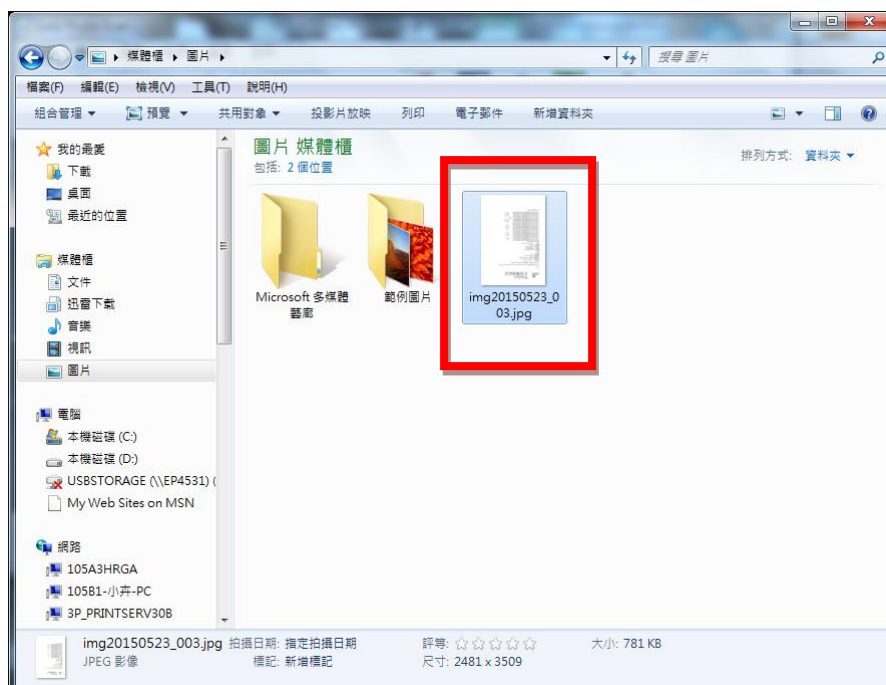 媒體櫃 ▸ 圖片 ▸
搜尋 圖片
檔案(F) 編輯(E) 檢視(V) 工具(T) 說明(H)
組合管理 預覽 共用對象 投影片放映 列印 電子郵件 新增資料夾
我的最愛
下載
桌面
最近的位置
媒體櫃
文件
迅雷下載
音樂
視訊
圖片
電腦
本機磁碟 (C:)
本機磁碟 (D:)
USBSTORAGE (\\EP4531) (
My Web Sites on MSN
網路
105A3HRGA
105B1-小卉-PC
3P_PRINTSERV30B
圖片 媒體櫃
包括: 2 個位置
排列方式: 資料夾
Microsoft 多媒體
藝廊
範例圖片
img20150523_0
03.jpg
img20150523_003.jpg 拍攝日期: 指定拍攝日期 評等: 大小: 781 KB
JPEG 影像 標記: 新增標記 尺寸: 2481 x 3509